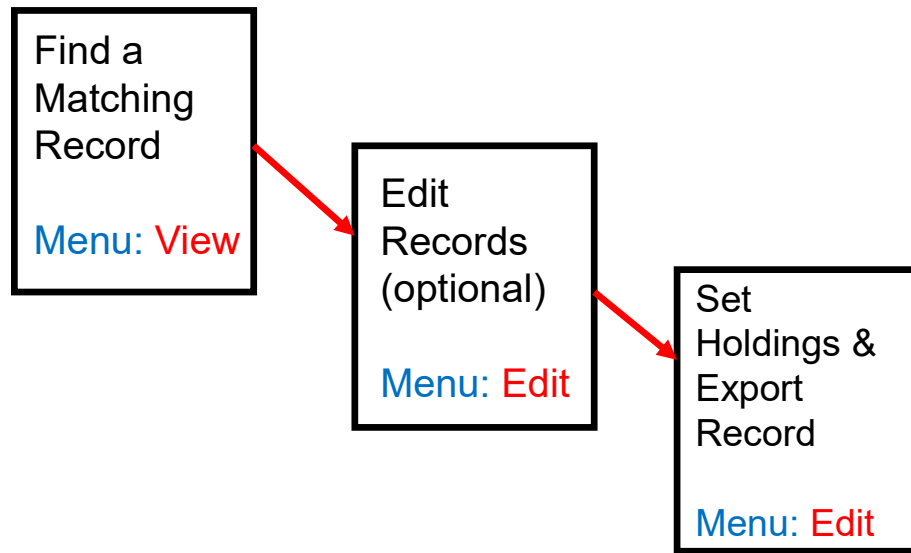 Find a
Matching
Record
Menu: View
Edit
Records
(optional)
Menu: Edit
Set
Holdings &
Export
Record
Menu: Edit